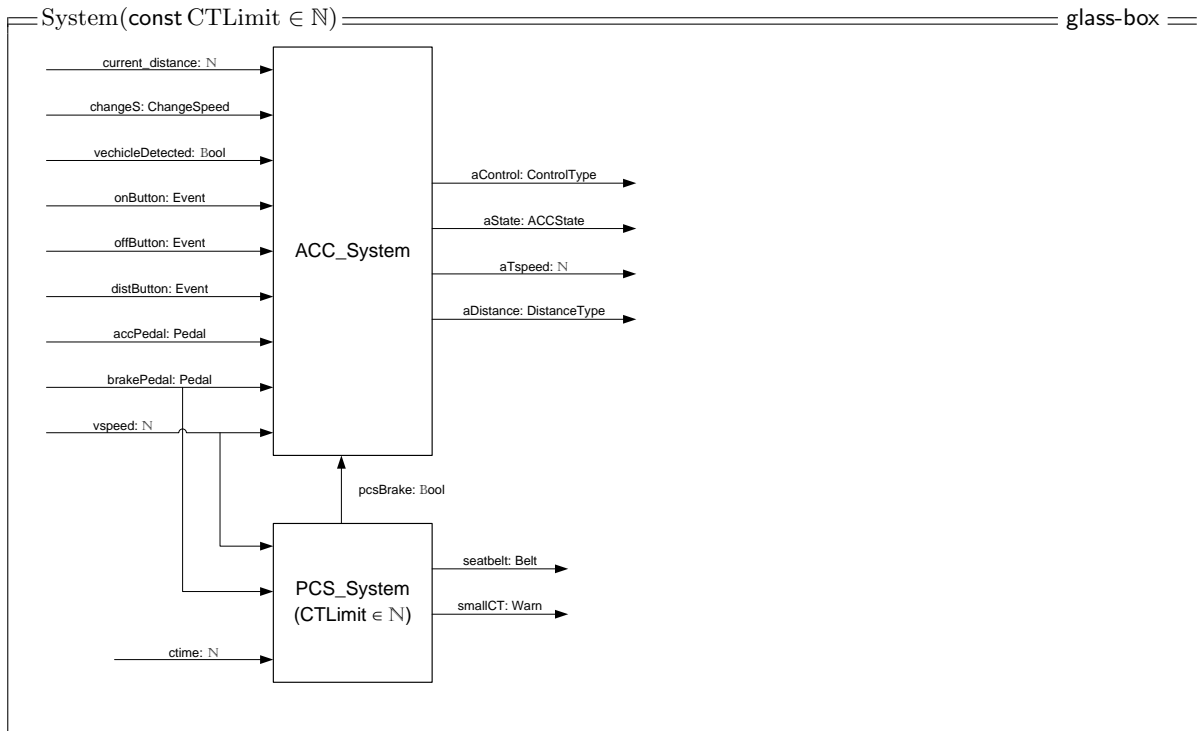 System(const CTLimit ∈ ℕ) glass-box
current_distance: ℕ
changeS: ChangeSpeed
vechicleDetected: 𝔹ool
onButton: Event
offButton: Event
distButton: Event
accPedal: Pedal
brakePedal: Pedal
vspeed: ℕ
ACC_System
aControl: ControlType
aState: ACCState
aTspeed: ℕ
aDistance: DistanceType
pcsBrake: 𝔹ool
PCS_System
(CTLimit ∈ ℕ)
seatbelt: Belt
smallCT: Warn
ctime: ℕ